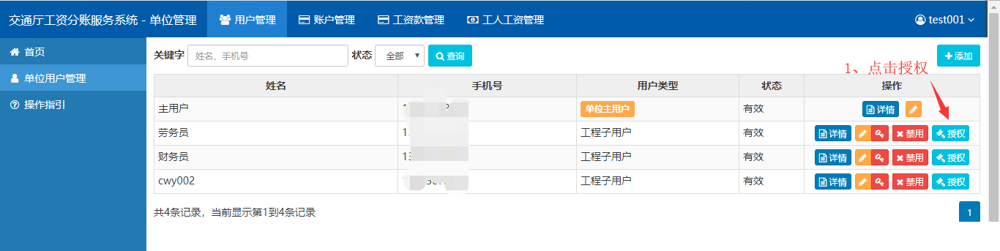 交通厅工资分账服务系统 - 单位管理 用户管理 账户管理 工资款管理 工人工资管理 test001
首页
单位用户管理
操作指引
关键字 姓名、手机号 状态 全部 查询 添加
1、点击授权
姓名 手机号 用户类型 状态 操作
主用户 单位主用户 有效 详情
劳务员 工程子用户 有效 详情 禁用 授权
财务员 13 工程子用户 有效 详情 禁用 授权
cwy002 工程子用户 有效 详情 禁用 授权
共4条记录，当前显示第1到4条记录 1